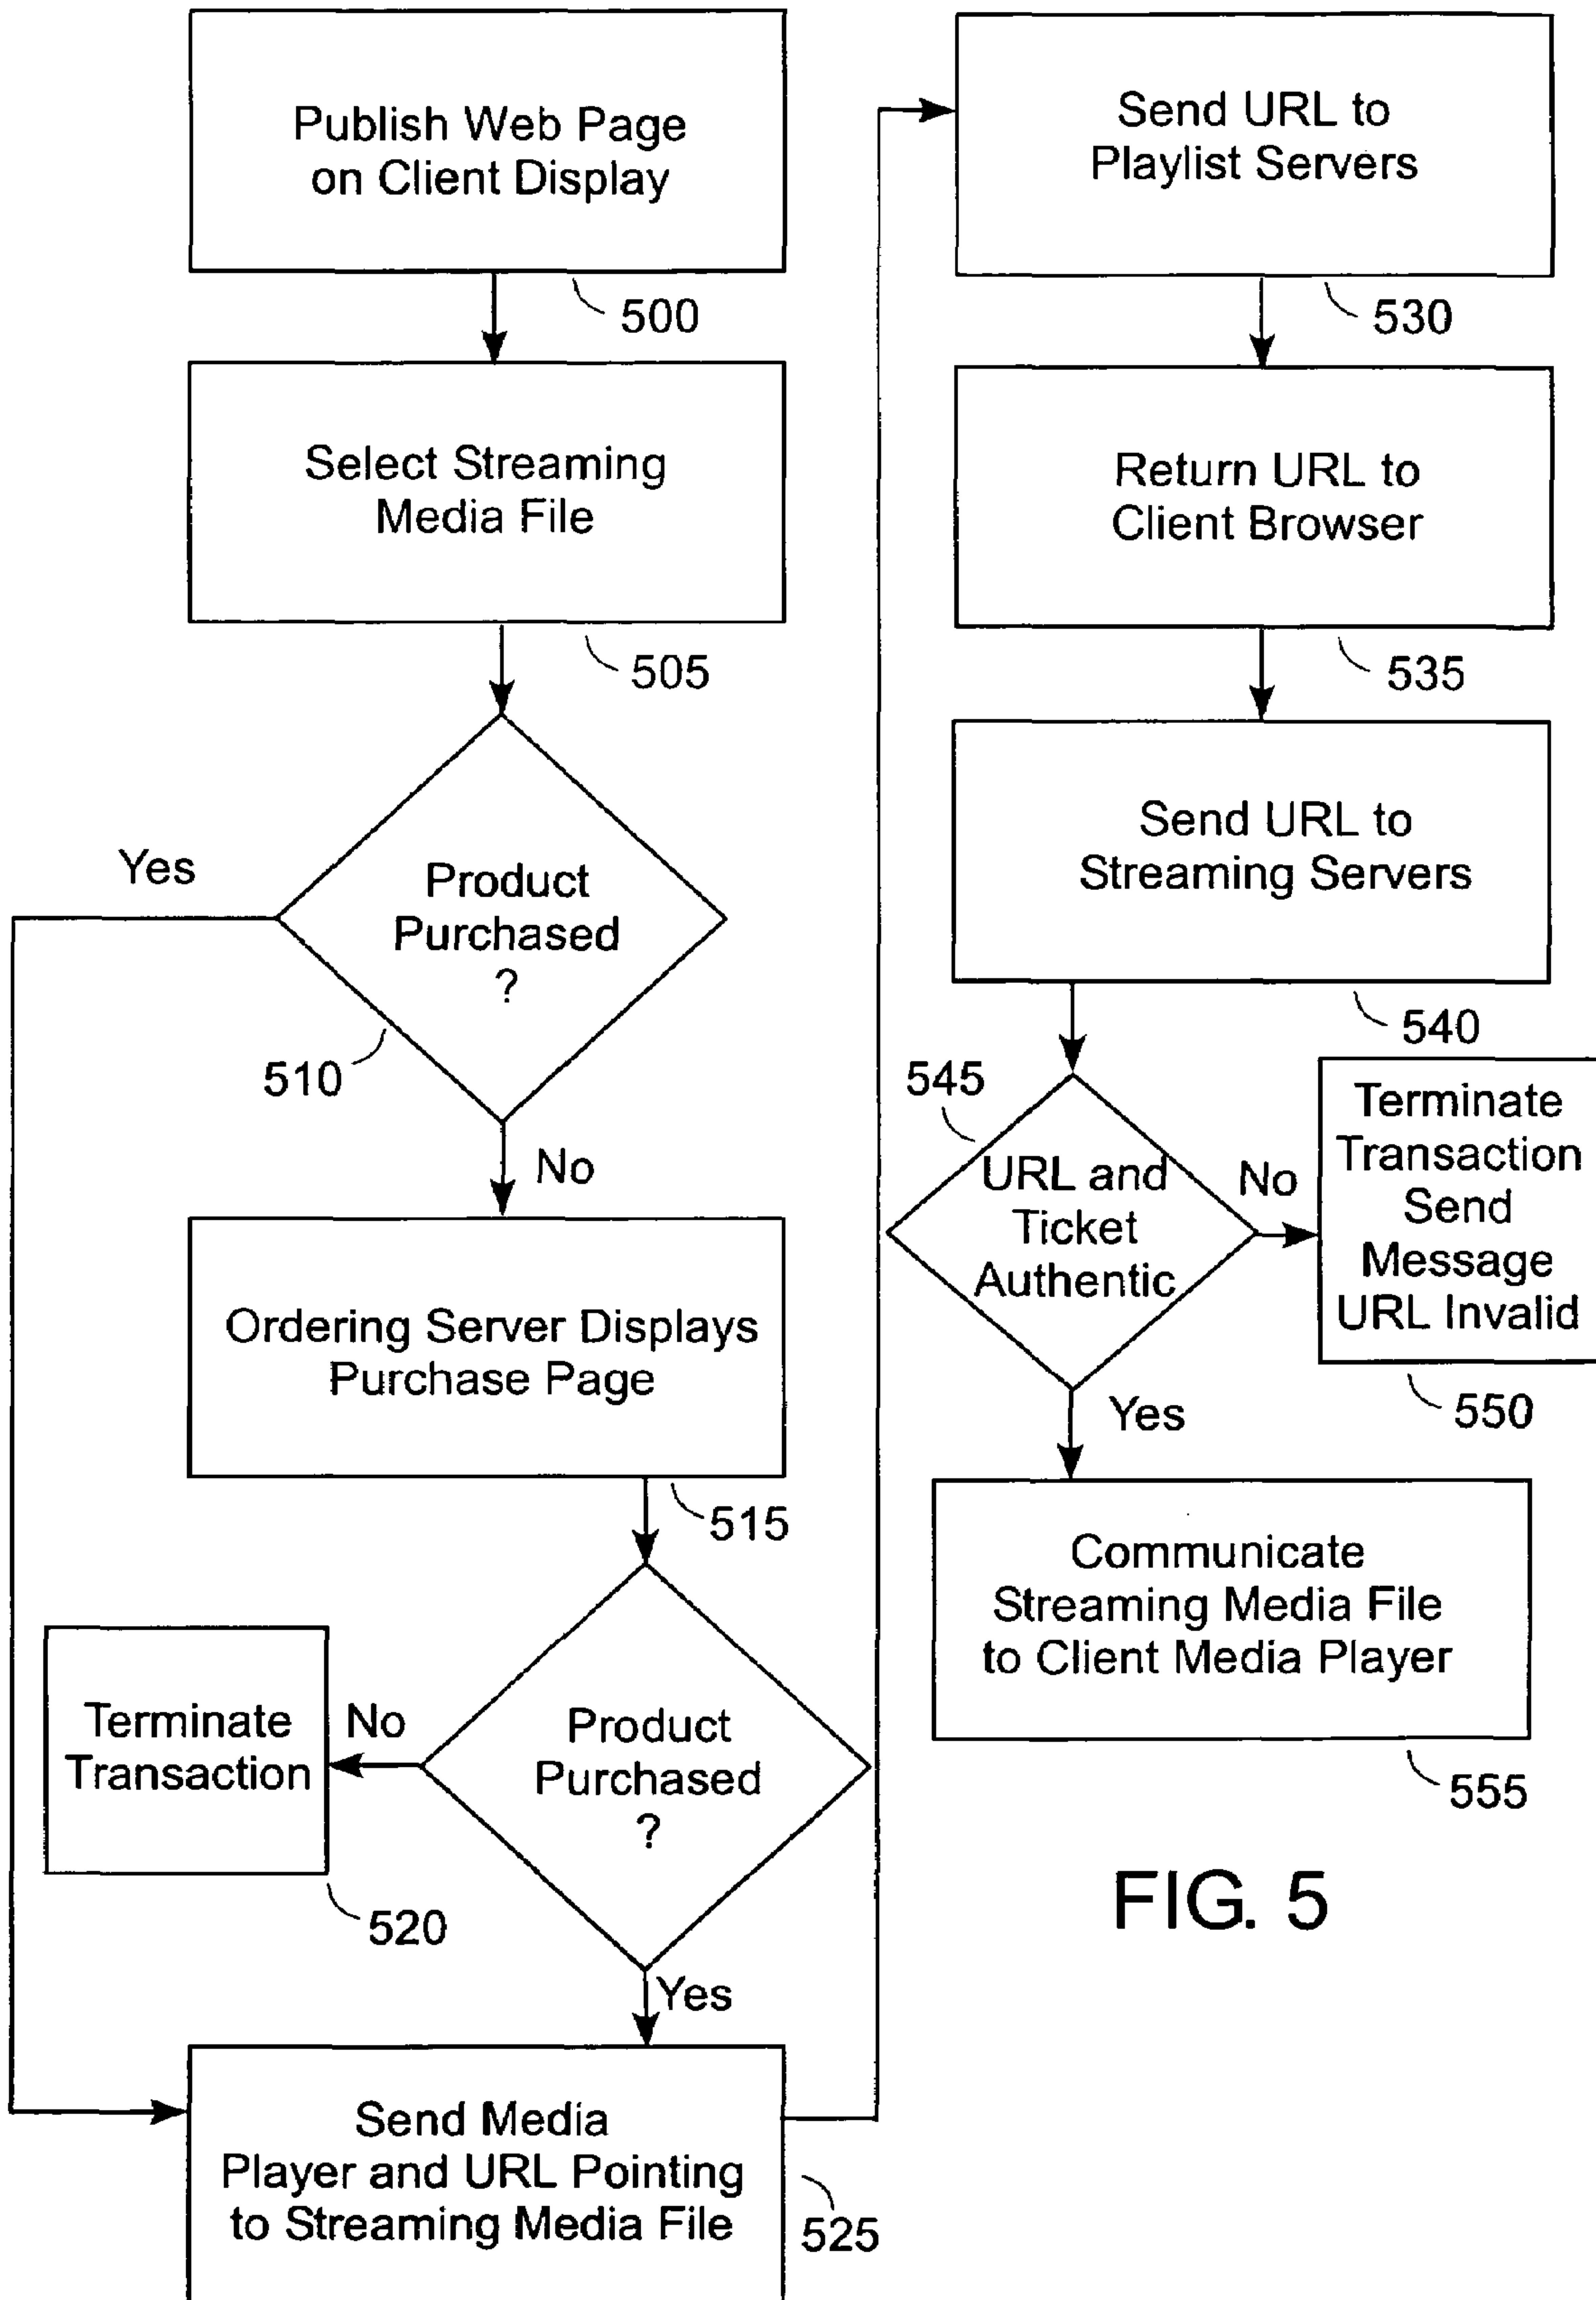 Publish Web Page
on Client Display
500
Select Streaming
Media File
505
Yes
Product
Purchased
?
510
No
Ordering Server Displays
Purchase Page
515
Terminate
Transaction
No
Product
Purchased
?
520
Yes
Send Media
Player and URL Pointing
to Streaming Media File
525
Send URL to
Playlist Servers
530
Return URL to
Client Browser
535
Send URL to
Streaming Servers
540
545
URL and
Ticket
Authentic
No
Terminate
Transaction
Send
Message
URL Invalid
550
Yes
Communicate
Streaming Media File
to Client Media Player
555
FIG. 5